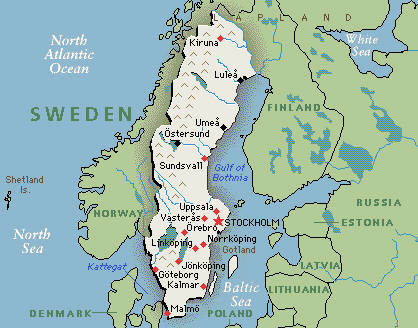 LAPLAND
Kiruna
North
Atlantic
Ocean
White
Sea
Luleå
SWEDEN
FINLAND
Umeå
Östersund
Sundsvall
Gulf of
Bothnia
Shetland
Is.
RUSSIA
Uppsala
NORWAY
Västerås
STOCKHOLM
ESTONIA
Örebro
North
Sea
Linköping
Norrköping
Gotland
Kattegat
Jönköping
LATVIA
Göteborg
Kalmar
Baltic
Sea
LITHUANIA
DENMARK
Malmö
POLAND